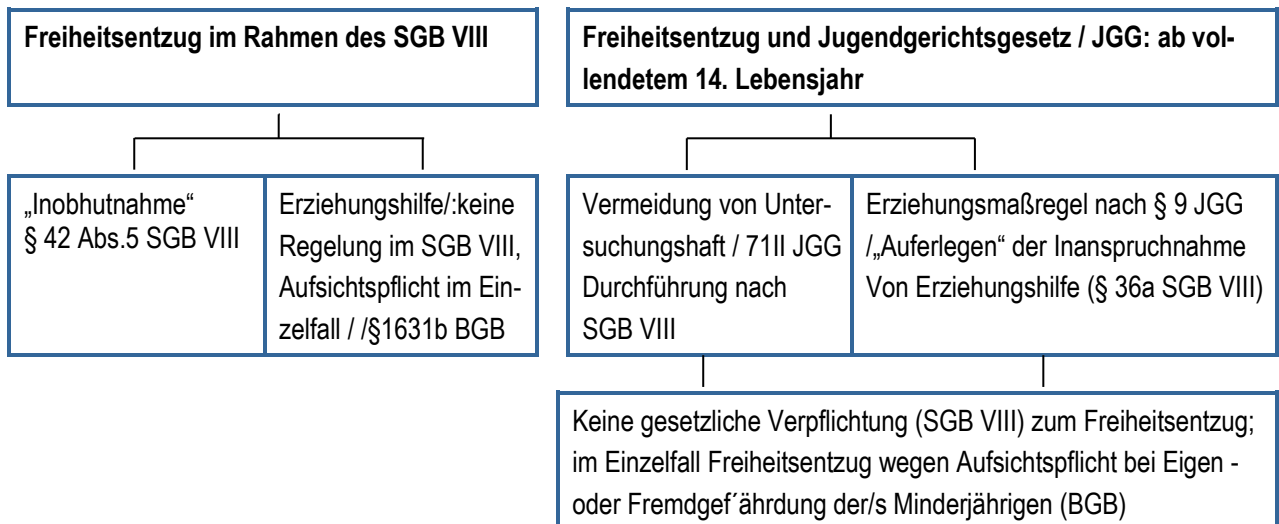 Freiheitsentzug im Rahmen des SGB VIII
Freiheitsentzug und Jugendgerichtsgesetz / JGG: ab vol-
lendetem 14. Lebensjahr
„Inobhutnahme“
§ 42 Abs.5 SGB VIII
Erziehungshilfe/:keine
Regelung im SGB VIII,
Aufsichtspflicht im Ein-
zelfall / /§1631b BGB
Vermeidung von Unter-
suchungshaft / 71II JGG
Durchführung nach
SGB VIII
Erziehungsmaßregel nach § 9 JGG
/„Auferlegen“ der Inanspruchnahme
Von Erziehungshilfe (§ 36a SGB VIII)
Keine gesetzliche Verpflichtung (SGB VIII) zum Freiheitsentzug;
im Einzelfall Freiheitsentzug wegen Aufsichtspflicht bei Eigen -
oder Fremdgef´ährdung der/s Minderjährigen (BGB)